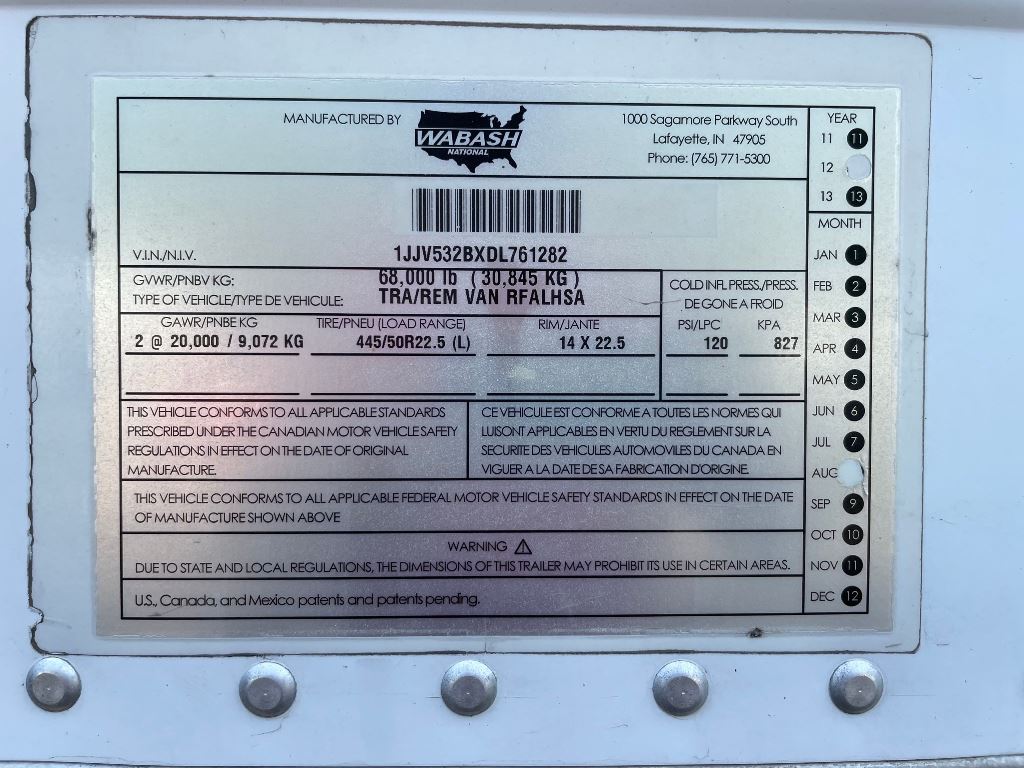 MANUFACTURED BY
WABASH
NATIONAL
1000 Sagamore Parkway South
Lafayette, IN 47905
Phone: (765) 771-5300
V.I.N./N.I.V.
1JJV532BXDL761282
GVWR/PNBV KG: 68,000 lb ( 30,845 KG )
TYPE OF VEHICLE/TYPE DE VEHICULE: TRA/REM VAN RFALHSA
COLD INFL. PRESS./PRESS.
DE GONE A FROID
GAWR/PNBE KG TIRE/PNEU (LOAD RANGE) RIM/JANTE PSI/LPC KPA
2 @ 20,000 / 9,072 KG 445/50R22.5 (L) 14 X 22.5 120 827
THIS VEHICLE CONFORMS TO ALL APPLICABLE STANDARDS
PRESCRIBED UNDER THE CANADIAN MOTOR VEHICLE SAFETY
REGULATIONS IN EFFECT ON THE DATE OF ORIGINAL
MANUFACTURE.
CE VEHICULE EST CONFORME A TOUTES LES NORMES QUI
LUISONT APPLICABLES EN VERTU DU REGLEMENT SUR LA
SECURITE DES VEHICULES AUTOMOVILES DU CANADA EN
VIGUER A LA DATE DE SA FABRICATION D'ORIGINE.
THIS VEHICLE CONFORMS TO ALL APPLICABLE FEDERAL MOTOR VEHICLE SAFETY STANDARDS IN EFFECT ON THE DATE
OF MANUFACTURE SHOWN ABOVE
WARNING
DUE TO STATE AND LOCAL REGULATIONS, THE DIMENSIONS OF THIS TRAILER MAY PROHIBIT ITS USE IN CERTAIN AREAS.
U.S., Canada, and Mexico patents and patents pending.
YEAR
11 11
12
13 13
MONTH
JAN 1
FEB 2
MAR 3
APR 4
MAY 5
JUN 6
JUL 7
AUG
SEP 9
OCT 10
NOV 11
DEC 12